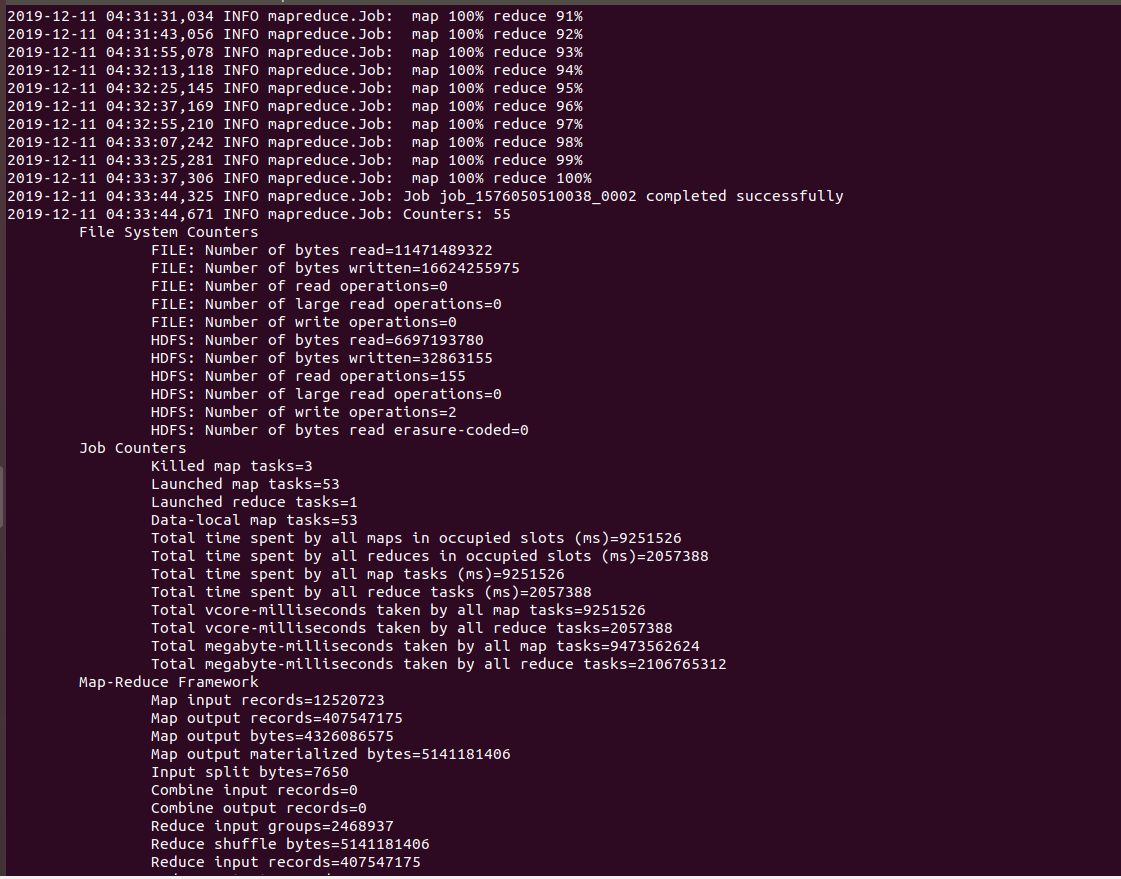 2019-12-11 04:31:31,034 INFO mapreduce.Job:  map 100% reduce 91%
2019-12-11 04:31:43,056 INFO mapreduce.Job:  map 100% reduce 92%
2019-12-11 04:31:55,078 INFO mapreduce.Job:  map 100% reduce 93%
2019-12-11 04:32:13,118 INFO mapreduce.Job:  map 100% reduce 94%
2019-12-11 04:32:25,145 INFO mapreduce.Job:  map 100% reduce 95%
2019-12-11 04:32:37,169 INFO mapreduce.Job:  map 100% reduce 96%
2019-12-11 04:32:55,210 INFO mapreduce.Job:  map 100% reduce 97%
2019-12-11 04:33:07,242 INFO mapreduce.Job:  map 100% reduce 98%
2019-12-11 04:33:25,281 INFO mapreduce.Job:  map 100% reduce 99%
2019-12-11 04:33:37,306 INFO mapreduce.Job:  map 100% reduce 100%
2019-12-11 04:33:44,325 INFO mapreduce.Job: Job job_1576050510038_0002 completed successfully
2019-12-11 04:33:44,671 INFO mapreduce.Job: Counters: 55
File System Counters
FILE: Number of bytes read=11471489322
FILE: Number of bytes written=16624255975
FILE: Number of read operations=0
FILE: Number of large read operations=0
FILE: Number of write operations=0
HDFS: Number of bytes read=6697193780
HDFS: Number of bytes written=32863155
HDFS: Number of read operations=155
HDFS: Number of large read operations=0
HDFS: Number of write operations=2
HDFS: Number of bytes read erasure-coded=0
Job Counters
Killed map tasks=3
Launched map tasks=53
Launched reduce tasks=1
Data-local map tasks=53
Total time spent by all maps in occupied slots (ms)=9251526
Total time spent by all reduces in occupied slots (ms)=2057388
Total time spent by all map tasks (ms)=9251526
Total time spent by all reduce tasks (ms)=2057388
Total vcore-milliseconds taken by all map tasks=9251526
Total vcore-milliseconds taken by all reduce tasks=2057388
Total megabyte-milliseconds taken by all map tasks=9473562624
Total megabyte-milliseconds taken by all reduce tasks=2106765312
Map-Reduce Framework
Map input records=12520723
Map output records=407547175
Map output bytes=4326086575
Map output materialized bytes=5141181406
Input split bytes=7650
Combine input records=0
Combine output records=0
Reduce input groups=2468937
Reduce shuffle bytes=5141181406
Reduce input records=407547175